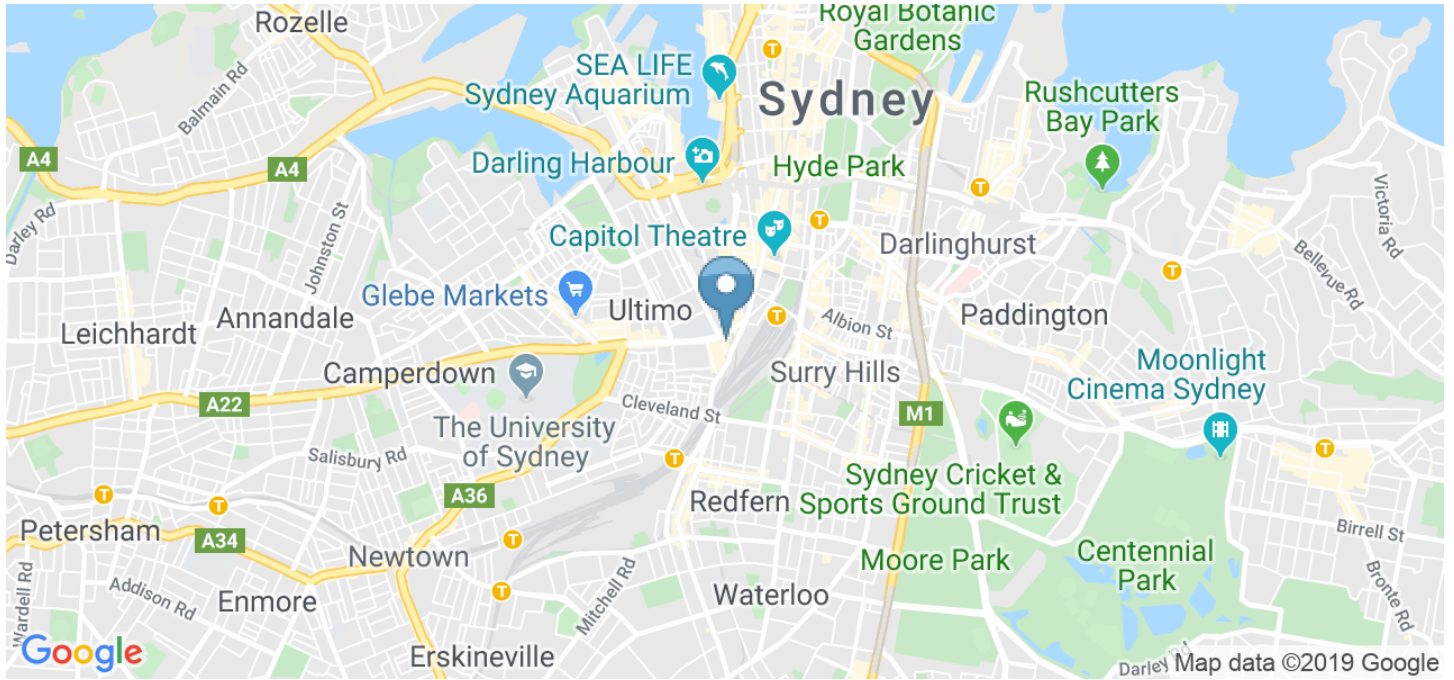 Rozelle
Royal Botanic
Gardens
SEA LIFE
Sydney Aquarium
Sydney
Rushcutters
Bay Park
Balmain Rd
A4
A4
Darling Harbour
Hyde Park
T
T
T
T
T
Victoria Rd
Darley Rd
Johnston St
Capitol Theatre
Darlinghurst
Bellevue Rd
Glebe Markets
Ultimo
Annandale
Leichhardt
Albion St
Paddington
Camperdown
Surry Hills
Moonlight
Cinema Sydney
A22
Cleveland St
M1
The University
of Sydney
Salisbury Rd
T
T
Sydney Cricket &
Sports Ground Trust
A36
T
T
Redfern
Petersham
A34
Newtown
T
Birrell St
Moore Park
Centennial
Park
T
Mitchell Rd
Waterloo
Addison Rd
Enmore
Wardell Rd
Bronte Rd
Erskineville
Google
Darley Rd
Map data ©2019 Google